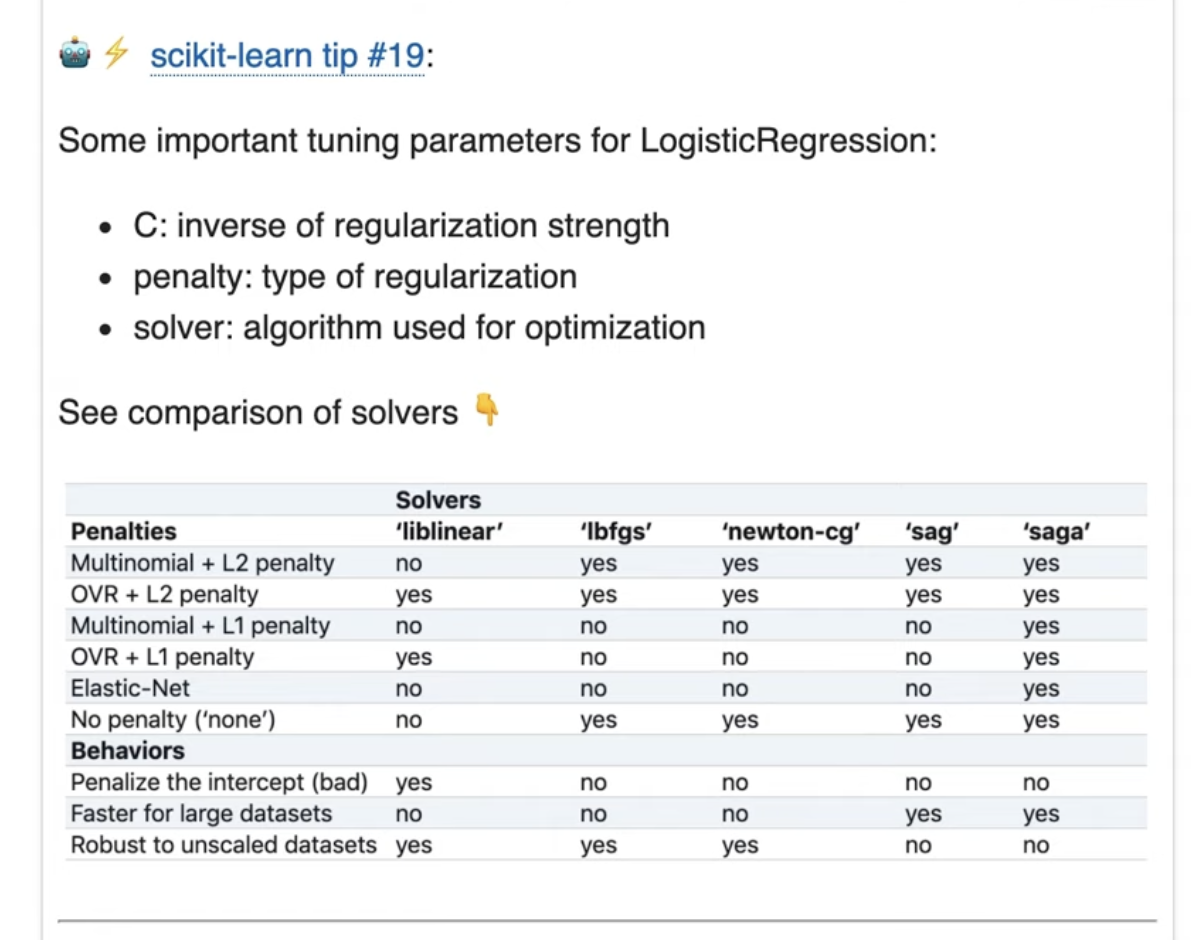 🤖⚡ scikit-learn tip #19:
Some important tuning parameters for LogisticRegression:
• C: inverse of regularization strength
• penalty: type of regularization
• solver: algorithm used for optimization
See comparison of solvers 👇
Solvers
Penalties ‘liblinear’ ‘lbfgs’ ‘newton-cg’ ‘sag’ ‘saga’
Multinomial + L2 penalty no yes yes yes yes
OVR + L2 penalty yes yes yes yes yes
Multinomial + L1 penalty no no no no yes
OVR + L1 penalty yes no no no yes
Elastic-Net no no no no yes
No penalty (‘none’) no yes yes yes yes
Behaviors
Penalize the intercept (bad) yes no no no no
Faster for large datasets no no no yes yes
Robust to unscaled datasets yes yes yes no no